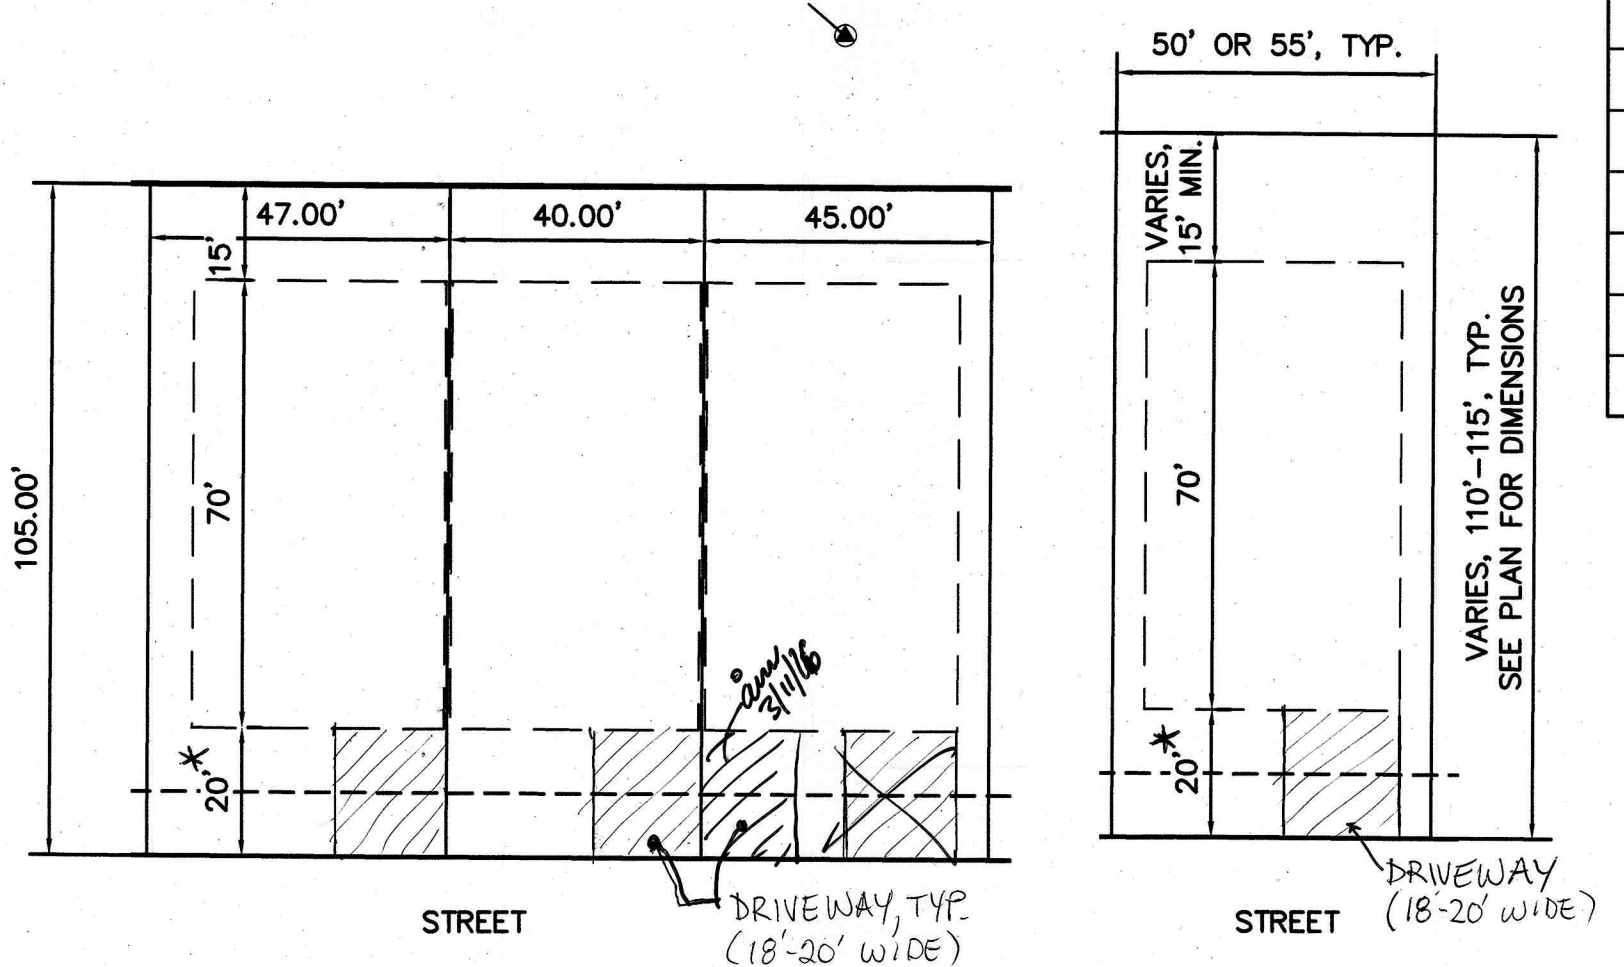 47.00'
40.00'
45.00'
15'
70'
105.00'
20'*
3/11/
STREET
DRIVEWAY, TYP.
(18'-20' WIDE)
50' OR 55', TYP.
VARIES,
15' MIN.
70'
VARIES, 110'-115', TYP.
SEE PLAN FOR DIMENSIONS
20'*
STREET
DRIVEWAY
(18'-20' WIDE)